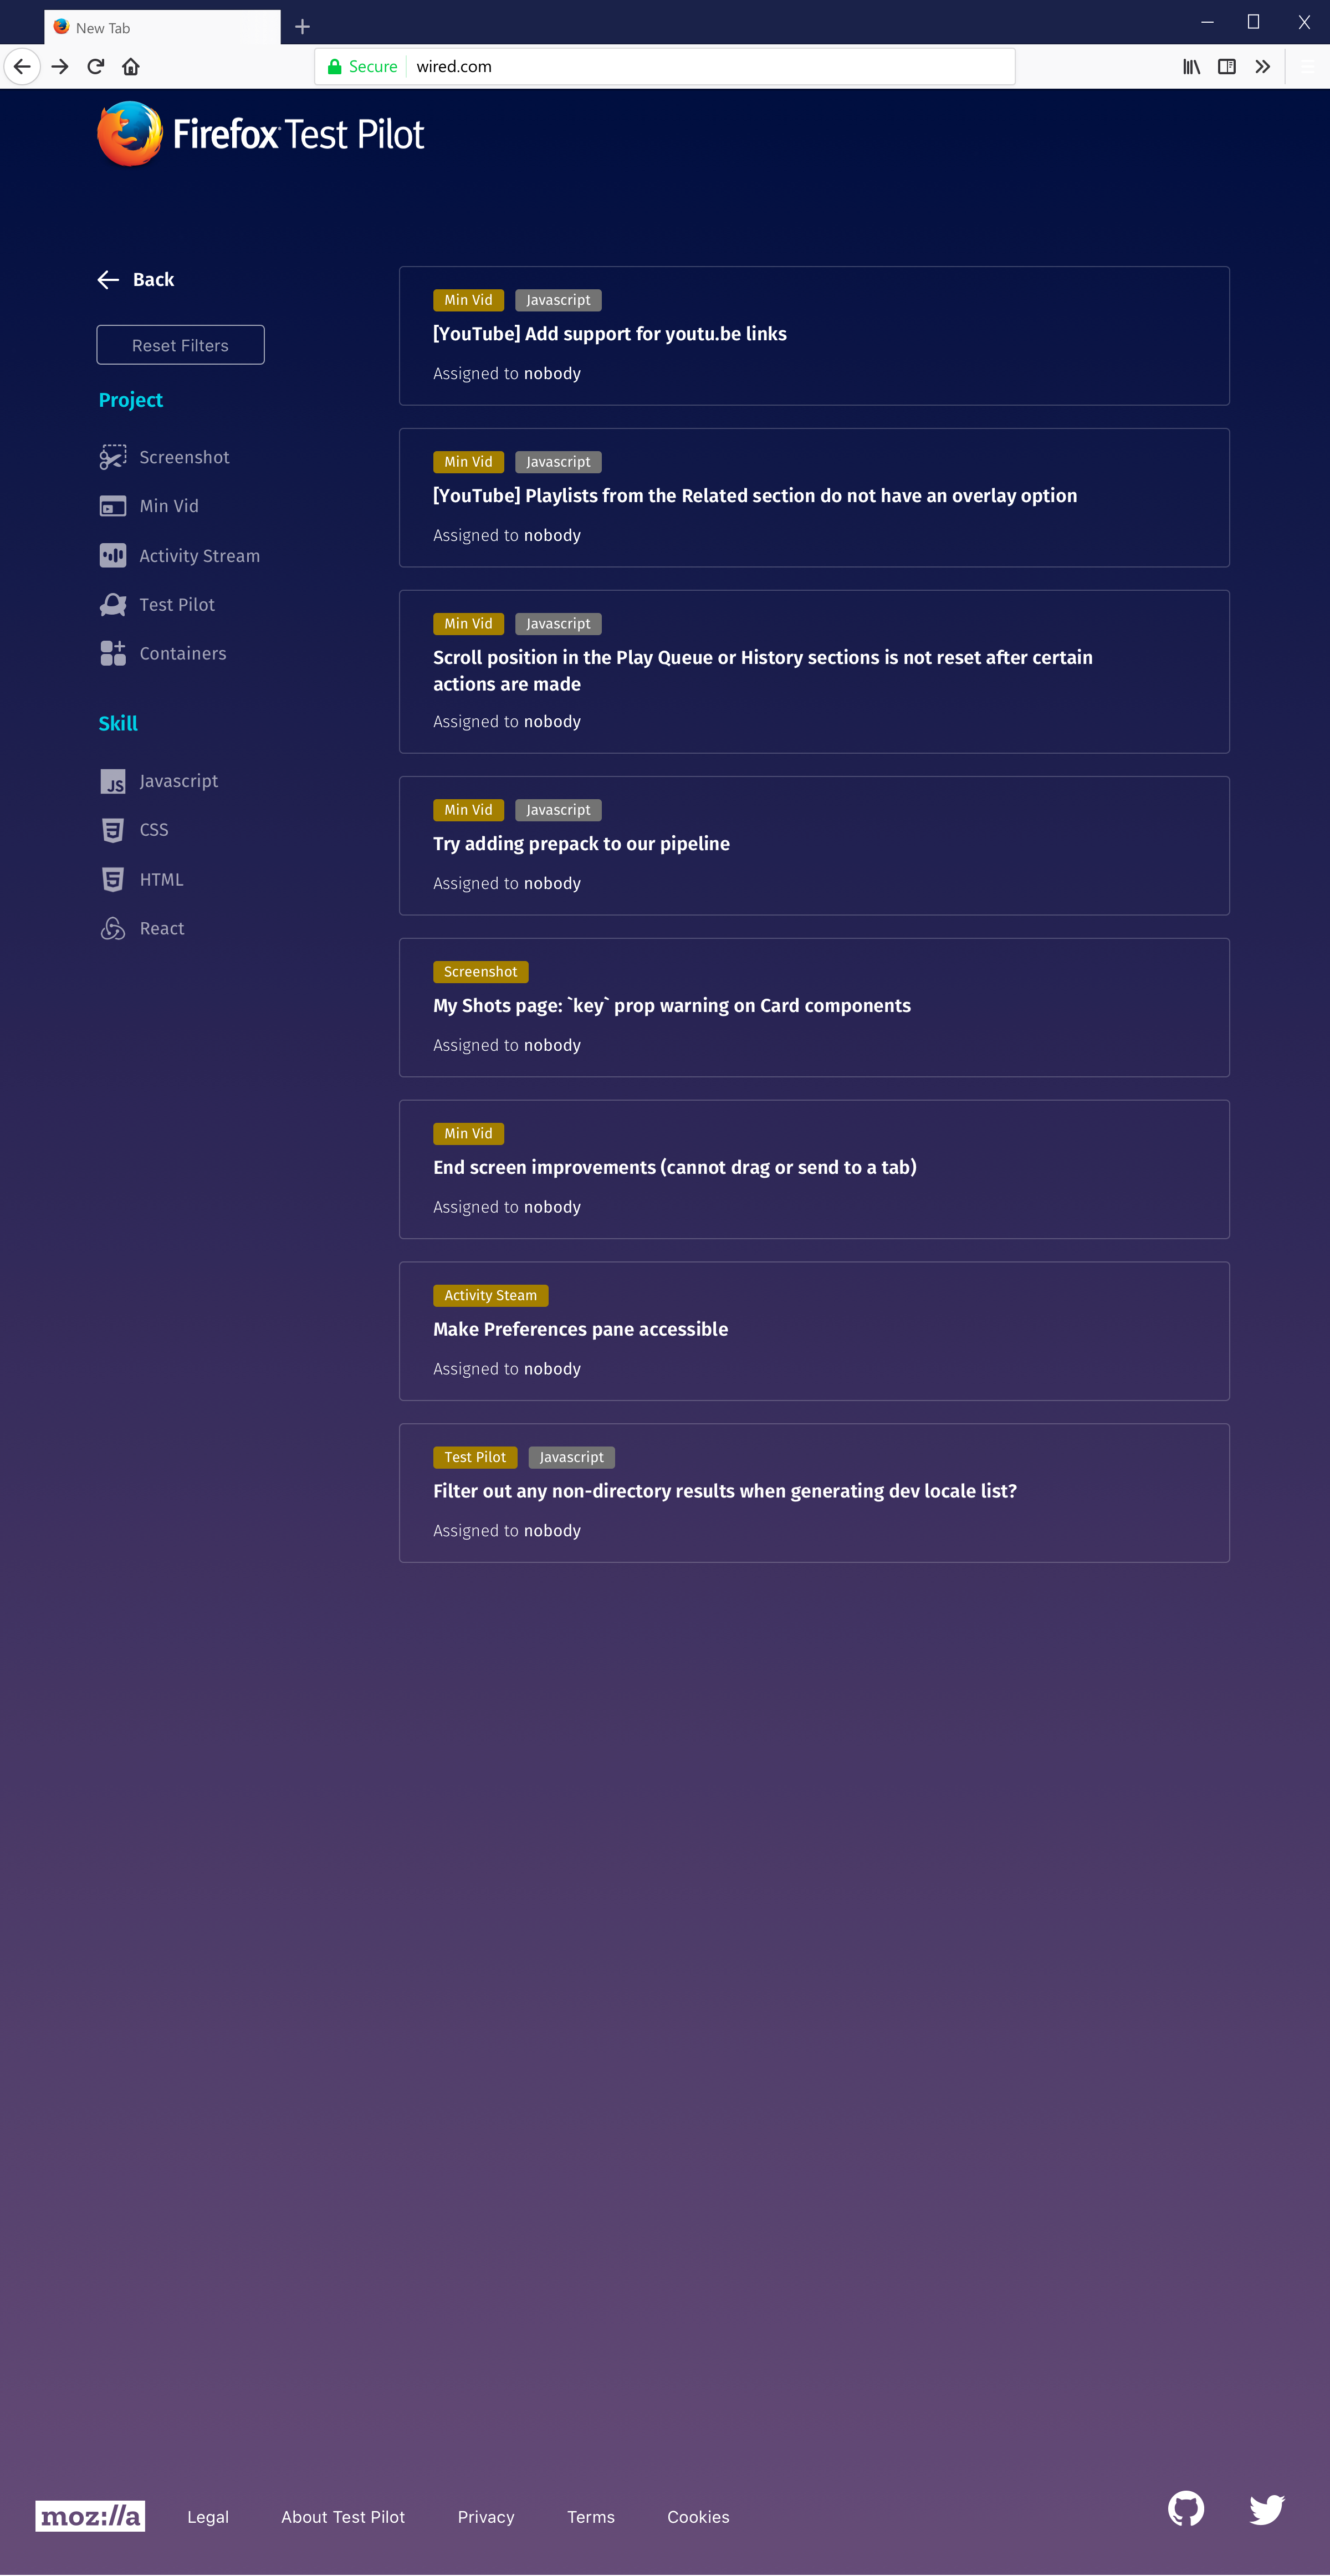 New Tab
Secure wired.com
Firefox Test Pilot
Back
Reset Filters
Project
Screenshot
Min Vid
Activity Stream
Test Pilot
Containers
Skill
JS Javascript
CSS
HTML
React
Min Vid Javascript
[YouTube] Add support for youtu.be links
Assigned to nobody
Min Vid Javascript
[YouTube] Playlists from the Related section do not have an overlay option
Assigned to nobody
Min Vid Javascript
Scroll position in the Play Queue or History sections is not reset after certain
actions are made
Assigned to nobody
Min Vid Javascript
Try adding prepack to our pipeline
Assigned to nobody
Screenshot
My Shots page: `key` prop warning on Card components
Assigned to nobody
Min Vid
End screen improvements (cannot drag or send to a tab)
Assigned to nobody
Activity Steam
Make Preferences pane accessible
Assigned to nobody
Test Pilot Javascript
Filter out any non-directory results when generating dev locale list?
Assigned to nobody
moz://a Legal About Test Pilot Privacy Terms Cookies